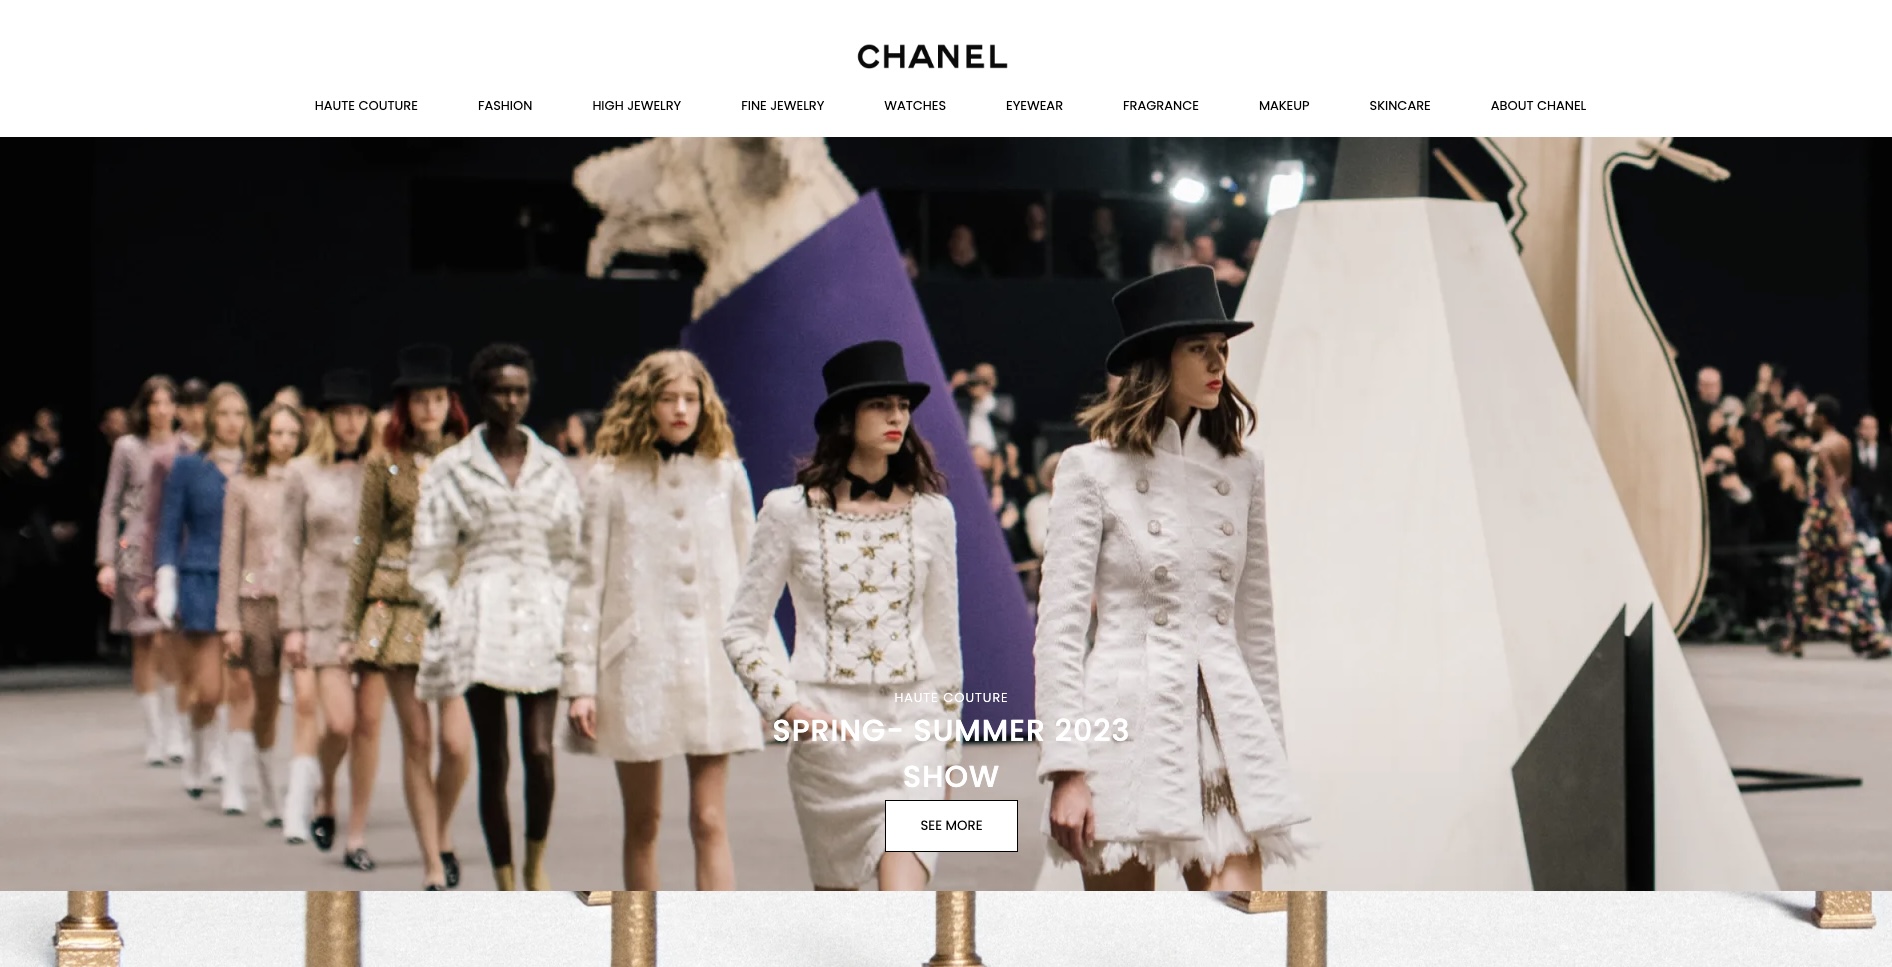 CHANEL
HAUTE COUTURE FASHION HIGH JEWELRY FINE JEWELRY WATCHES EYEWEAR FRAGRANCE MAKEUP SKINCARE ABOUT CHANEL
HAUTE COUTURE
SPRING- SUMMER 2023
SHOW
SEE MORE